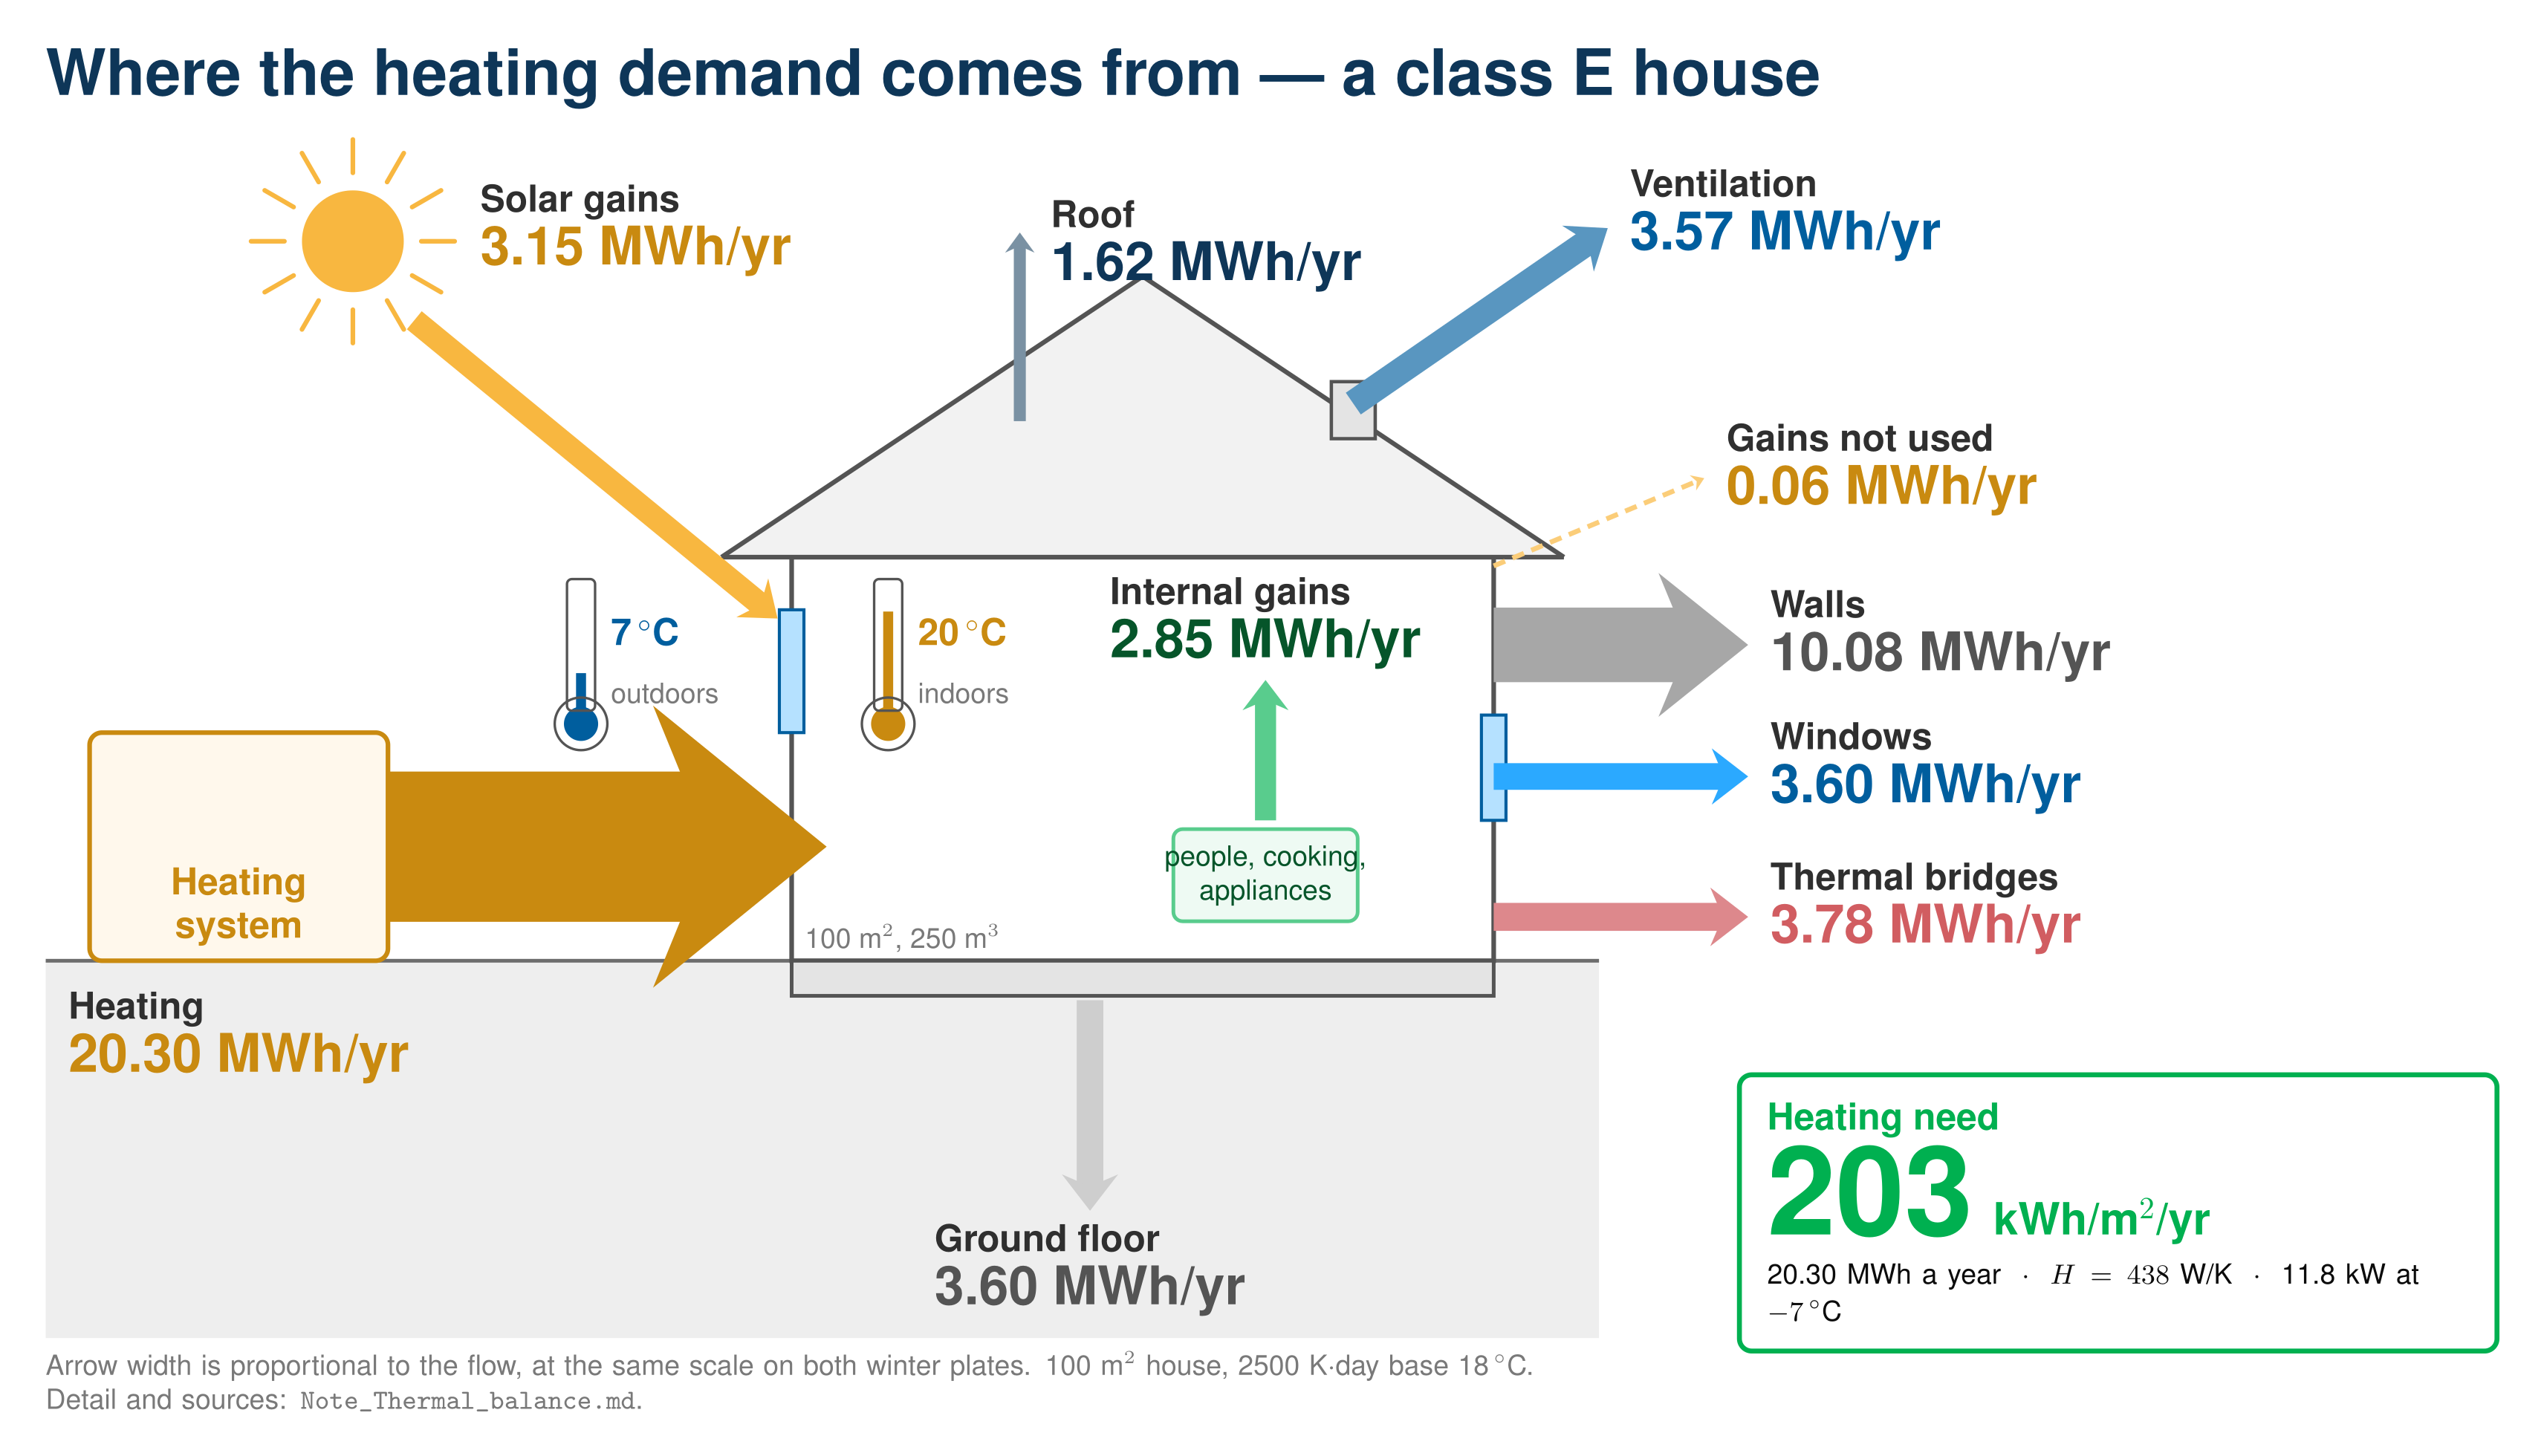 Where the heating demand comes from — a class E house
Solar gains
3.15 MWh/yr
Roof
1.62 MWh/yr
Ventilation
3.57 MWh/yr
Gains not used
0.06 MWh/yr
7 °C
outdoors
20 °C
indoors
Internal gains
2.85 MWh/yr
people, cooking,
appliances
Walls
10.08 MWh/yr
Windows
3.60 MWh/yr
Thermal bridges
3.78 MWh/yr
Heating
system
100 m², 250 m³
Heating
20.30 MWh/yr
Ground floor
3.60 MWh/yr
Heating need
203 kWh/m²/yr
20.30 MWh a year · H = 438 W/K · 11.8 kW at
−7 °C
Arrow width is proportional to the flow, at the same scale on both winter plates. 100 m² house, 2500 K·day base 18 °C.
Detail and sources: Note_Thermal_balance.md.